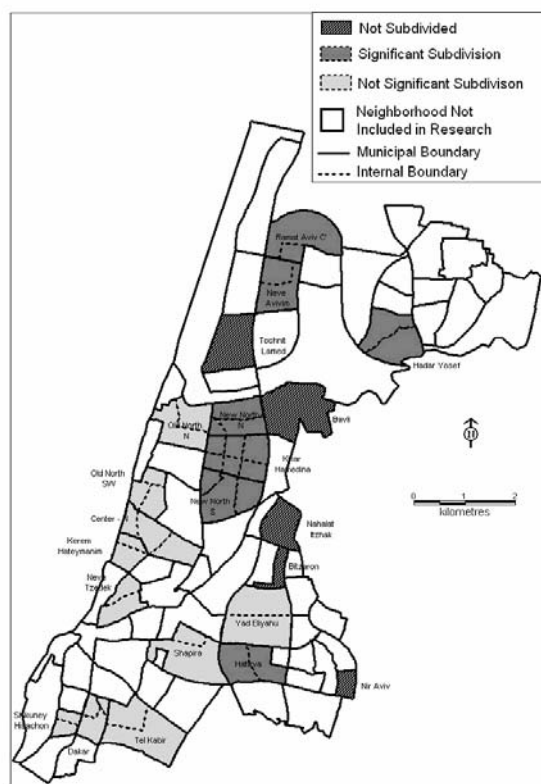 Not Subdivided
Significant Subdivision
Not Significant Subdivison
Neighborhood Not
Included in Research
Municipal Boundary
Internal Boundary
Ramat Aviv C'
Neve
Avivim
Tochnit
Lamed
Hadar Yosef
Bavli
New North
N
Old North
N
Kikar
Hamedina
Old North
SW
New North
S
0 1 2
kilometres
Center - N
Nahalat
Itzhak
Kerem
Hateymanim
Bitzaron
Neve
Tzedek
Yad Eliyahu
Shapira
Hatikva
Nir Aviv
Hisachon
Tel Kabir
Dakar